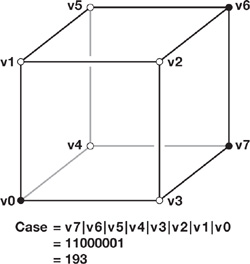 v5 v6
v1 v2
v4 v7
v0 v3
Case = v7|v6|v5|v4|v3|v2|v1|v0
= 11000001
= 193